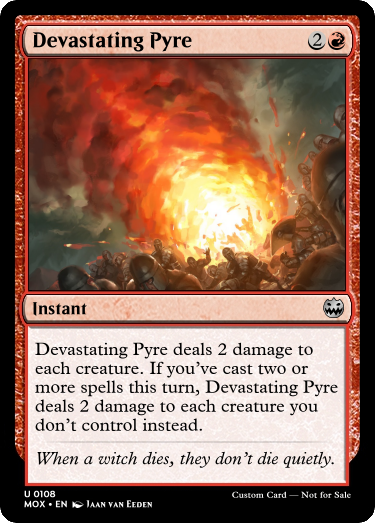 Devastating Pyre 2
Instant
Devastating Pyre deals 2 damage to
each creature. If you've cast two or
more spells this turn, Devastating Pyre
deals 2 damage to each creature you
don't control instead.
When a witch dies, they don't die quietly.
U 0108
MOX • EN Jaan van Eeden
Custom Card — Not for Sale